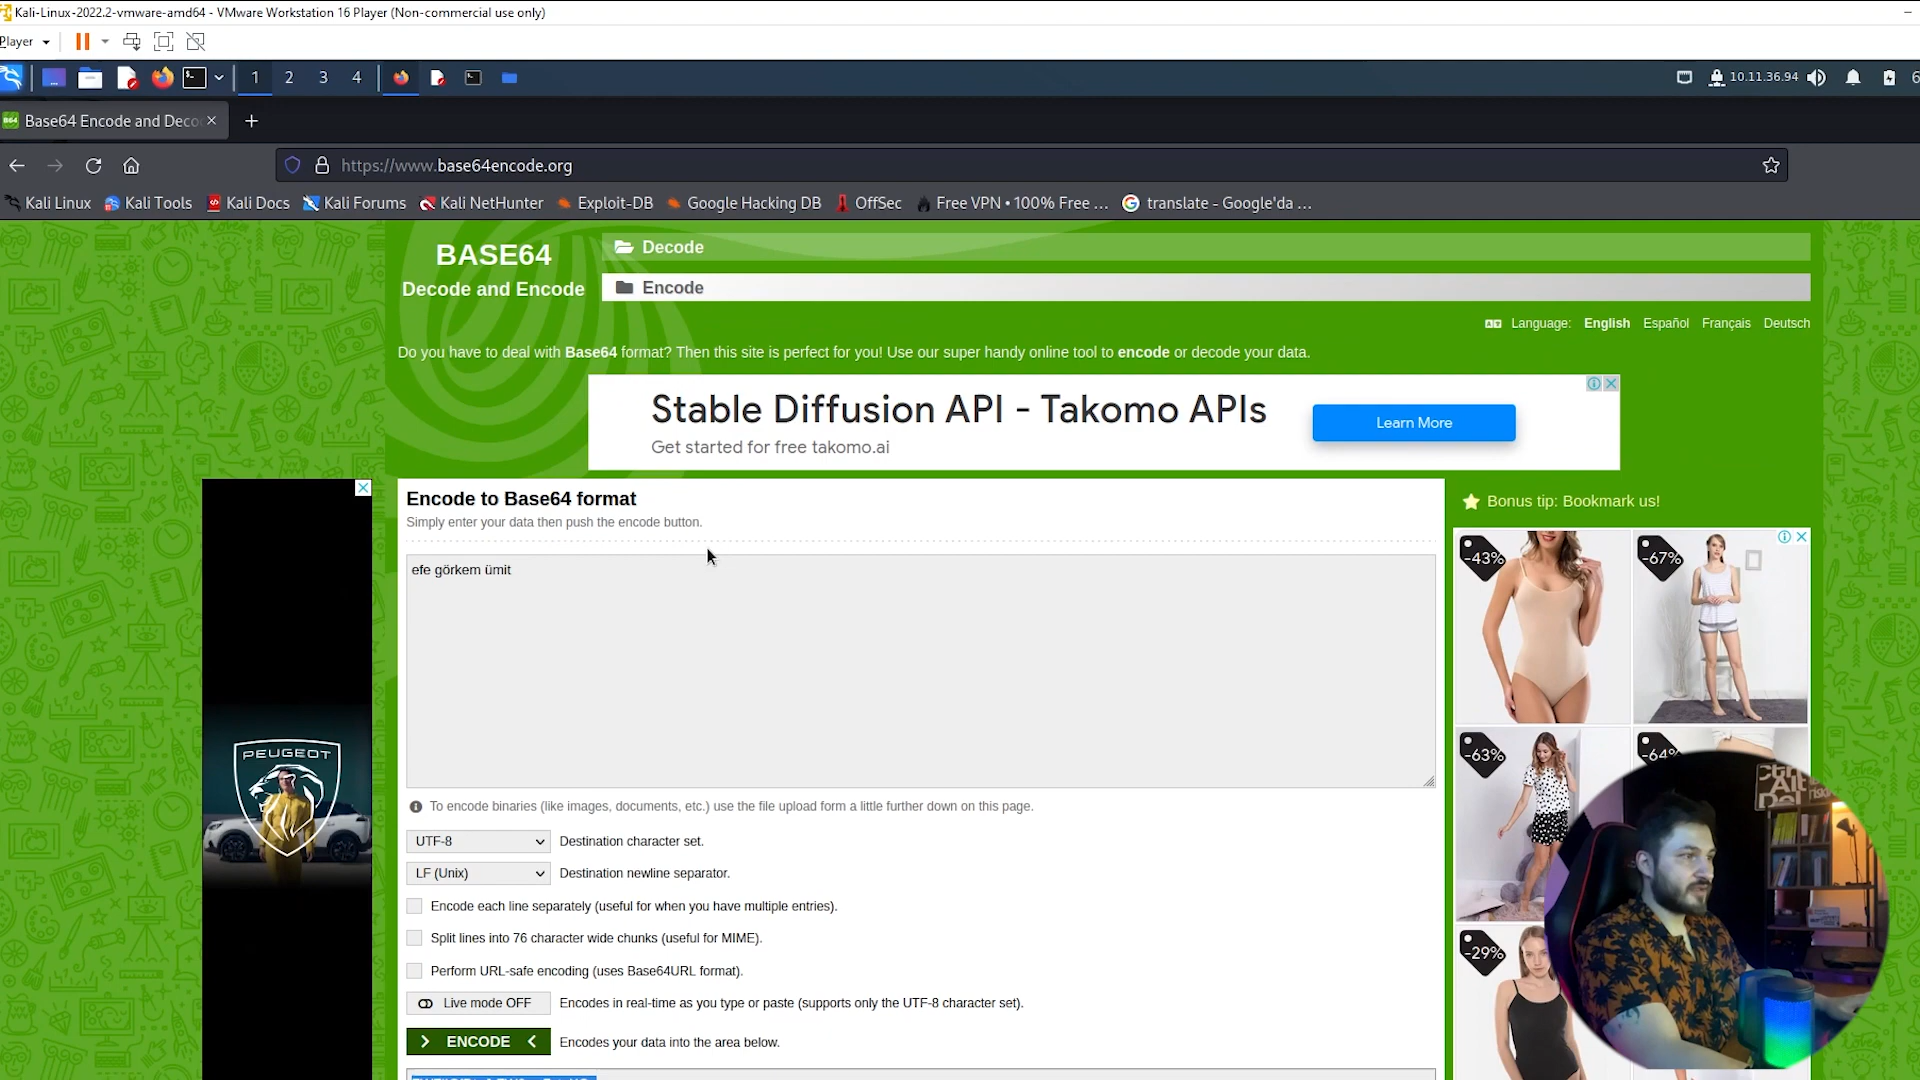 Kali-Linux-2022.2-vmware-amd64 - VMware Workstation 16 Player (Non-commercial use only)
Player
1 2 3 4
10.11.36.94
Base64 Encode and Deco
https://www.base64encode.org
Kali Linux Kali Tools Kali Docs Kali Forums Kali NetHunter Exploit-DB Google Hacking DB OffSec Free VPN • 100% Free ... translate - Google'da ...
BASE64
Decode and Encode
Decode
Encode
Language: English Español Français Deutsch
Do you have to deal with Base64 format? Then this site is perfect for you! Use our super handy online tool to encode or decode your data.
Stable Diffusion API - Takomo APIs
Get started for free takomo.ai
Learn More
Encode to Base64 format
Simply enter your data then push the encode button.
Bonus tip: Bookmark us!
efe görkem ümit
-43%
-67%
-63%
-64%
-29%
PEUGEOT
To encode binaries (like images, documents, etc.) use the file upload form a little further down on this page.
UTF-8 Destination character set.
LF (Unix) Destination newline separator.
Encode each line separately (useful for when you have multiple entries).
Split lines into 76 character wide chunks (useful for MIME).
Perform URL-safe encoding (uses Base64URL format).
Live mode OFF Encodes in real-time as you type or paste (supports only the UTF-8 character set).
ENCODE Encodes your data into the area below.